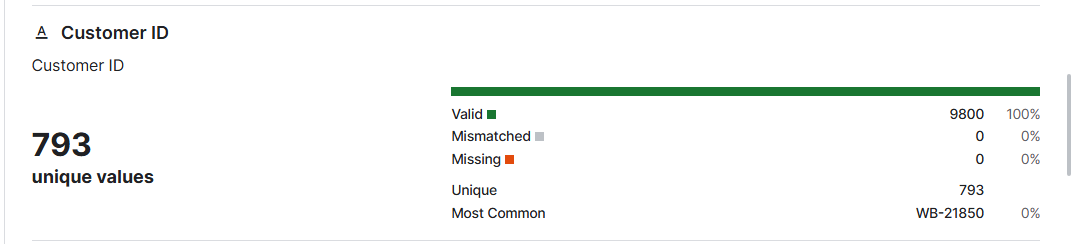 A Customer ID
Customer ID
793
unique values
Valid 9800 100%
Mismatched 0 0%
Missing 0 0%
Unique 793
Most Common WB-21850 0%